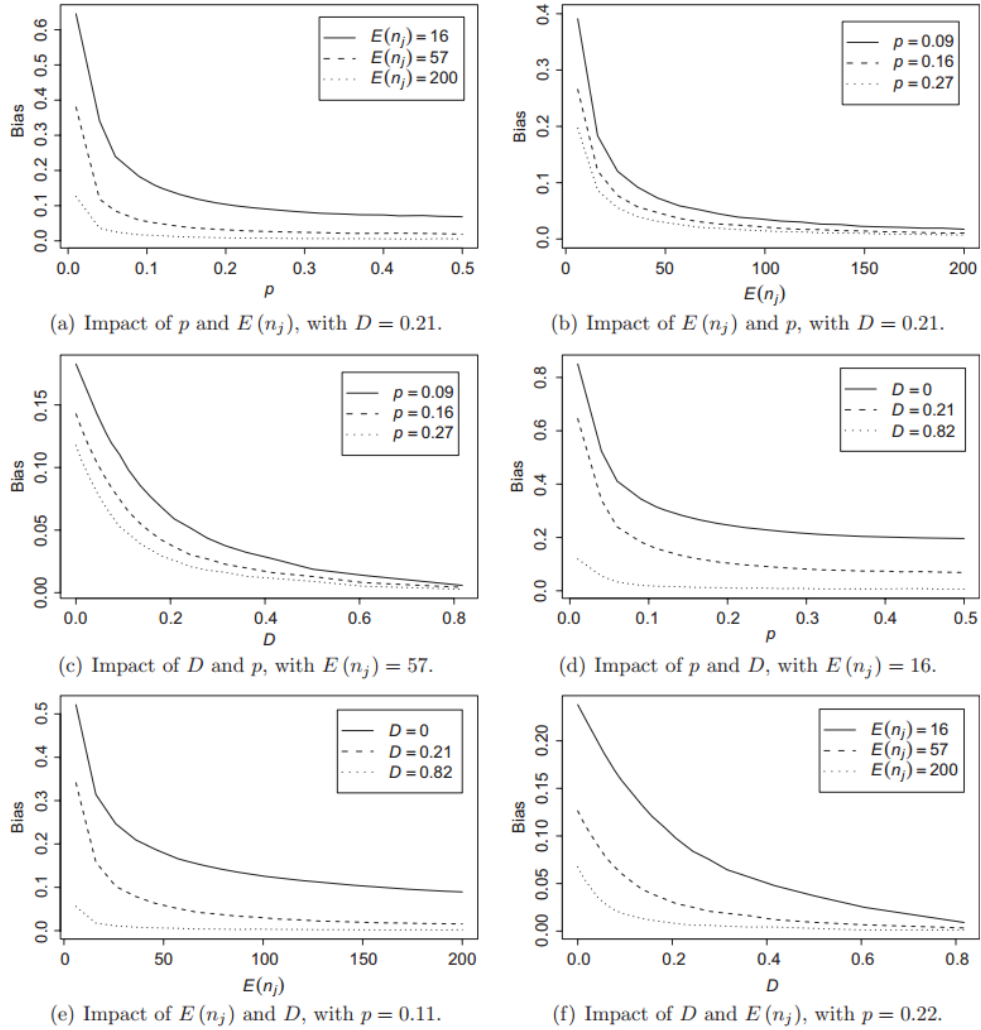 Bias
0.0 0.1 0.2 0.3 0.4 0.5 0.6
E(nj) = 16
E(nj) = 57
E(nj) = 200
0.0 0.1 0.2 0.3 0.4 0.5
p
(a) Impact of p and E (nj), with D = 0.21.
Bias
0.0 0.1 0.2 0.3 0.4
p = 0.09
p = 0.16
p = 0.27
0 50 100 150 200
E(nj)
(b) Impact of E (nj) and p, with D = 0.21.
Bias
0.00 0.05 0.10 0.15
p = 0.09
p = 0.16
p = 0.27
0.0 0.2 0.4 0.6 0.8
D
(c) Impact of D and p, with E (nj) = 57.
Bias
0.0 0.2 0.4 0.6 0.8
D = 0
D = 0.21
D = 0.82
0.0 0.1 0.2 0.3 0.4 0.5
p
(d) Impact of p and D, with E (nj) = 16.
Bias
0.0 0.1 0.2 0.3 0.4 0.5
D = 0
D = 0.21
D = 0.82
0 50 100 150 200
E(nj)
(e) Impact of E (nj) and D, with p = 0.11.
Bias
0.00 0.05 0.10 0.15 0.20
E(nj) = 16
E(nj) = 57
E(nj) = 200
0.0 0.2 0.4 0.6 0.8
D
(f) Impact of D and E (nj), with p = 0.22.